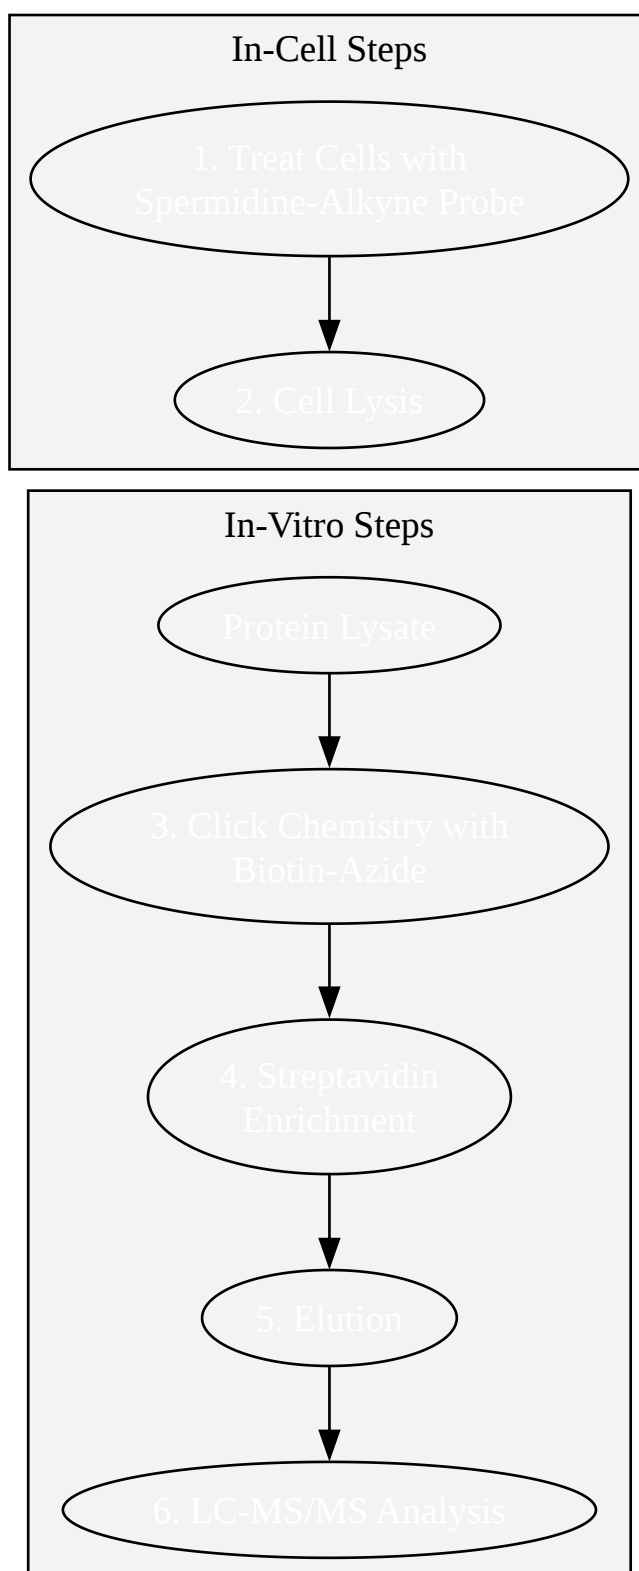 In-Cell Steps
1. Treat Cells with
Spermidine-Alkyne Probe
2. Cell Lysis
In-Vitro Steps
Protein Lysate
3. Click Chemistry with
Biotin-Azide
4. Streptavidin
Enrichment
5. Elution
6. LC-MS/MS Analysis